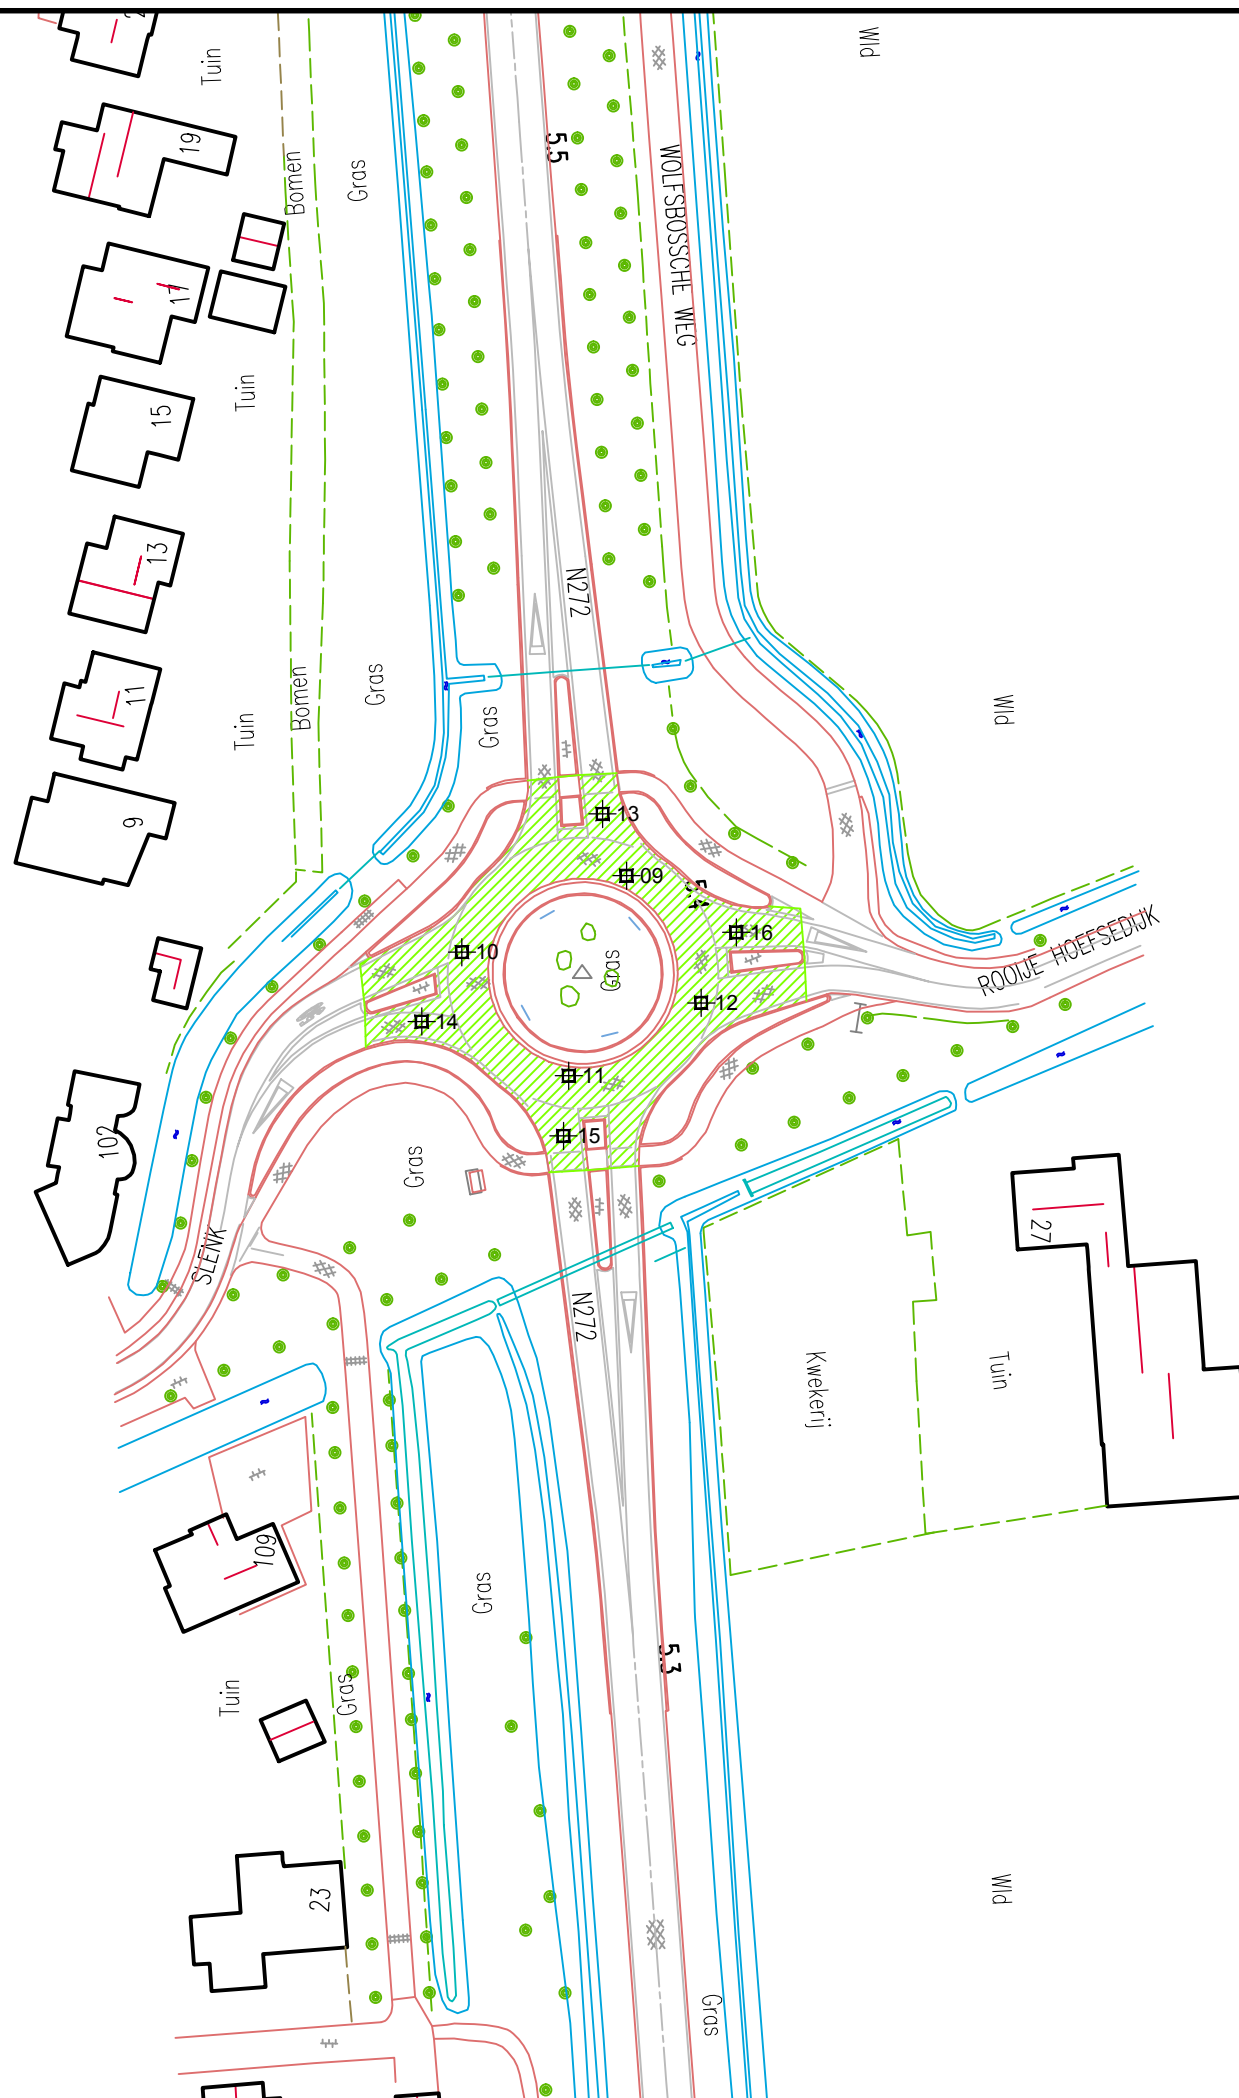 Wld
Tuin
19
5.5
Bomen
Gras
WOLFSBOSSCHE WEG
17
Tuin
15
13
N272
Gras
11
Bomen
Tuin
Gras
Wld
9
13
09
5.4
16
10
Gras
ROOIJE HOEFSEDIJK
12
14
11
15
102
Gras
27
SLENK
N272
Kwekerij
Tuin
109
Gras
5.3
Tuin
Gras
23
Wld
Gras